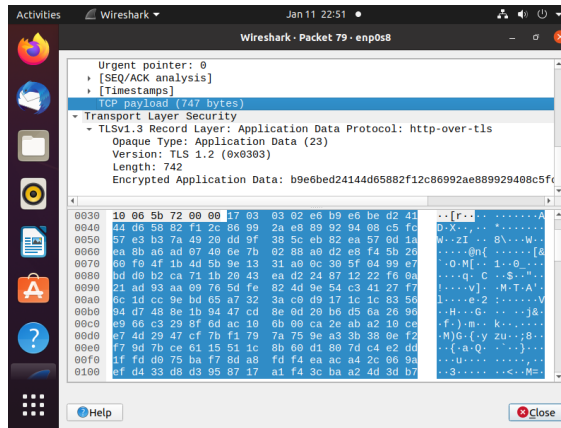 Activities
Wireshark
Jan 11 22:51
Wireshark · Packet 79 · enp0s8
Urgent pointer: 0
[SEQ/ACK analysis]
[Timestamps]
TCP payload (747 bytes)
Transport Layer Security
TLSv1.3 Record Layer: Application Data Protocol: http-over-tls
Opaque Type: Application Data (23)
Version: TLS 1.2 (0x0303)
Length: 742
Encrypted Application Data: b9e6bed24144d65882f12c86992ae889929408c5fc
0030 10 06 5b 72 00 00 17 03 03 02 e6 b9 e6 be d2 41
0040 44 d6 58 82 f1 2c 86 99 2a e8 89 92 94 08 c5 fc
0050 57 e3 b3 7a 49 20 dd 9f 38 5c eb 82 ea 57 0d 1a
0060 ea 8b a6 ad 07 40 6e 7b 02 88 a0 d2 e8 f4 5b 26
0070 60 f0 4f 1b 4d 5b 9e 13 31 a0 0c 30 5f 04 99 e7
0080 bd d0 b2 ca 71 1b 20 43 ea d2 24 87 12 22 f6 0a
0090 21 ad 93 aa 09 76 5d fe 82 4d 9e 54 c3 41 27 f7
00a0 6c 1d cc 9e bd 65 a7 32 3a c0 d9 17 1c 1c 83 56
00b0 94 d7 48 8e 1b 94 47 cd 8e 0d 20 b6 d5 6a 26 96
00c0 e9 66 c3 29 8f 6d ac 10 6b 00 ca 2e ab a2 10 ce
00d0 e7 4d 29 47 cf 7b f1 79 7a 75 9e a3 3b 38 0e f2
00e0 f7 9d 7b ce 61 15 51 1c 8b 60 d1 80 7d c4 e2 dd
00f0 1f fd d0 75 ba f7 8d a8 fd f4 ea ac a4 2c 06 9a
0100 ef d4 33 d8 d3 95 87 17 a1 f4 3c ba a2 4d 3d b7
Help
Close